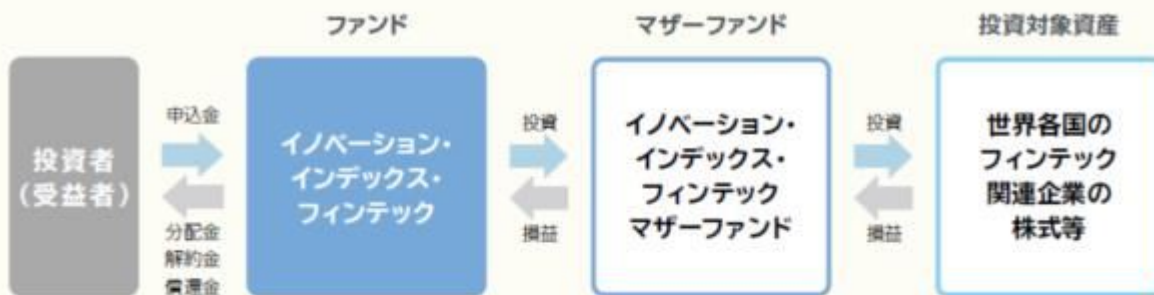 ファンド
マザーファンド
投資対象資産
投資者
(受益者)
申込金
分配金
解約金
償還金
イノベーション・
インデックス・
フィンテック
投資
損益
イノベーション・
インデックス・
フィンテック
マザーファンド
投資
損益
世界各国の
フィンテック
関連企業の
株式等